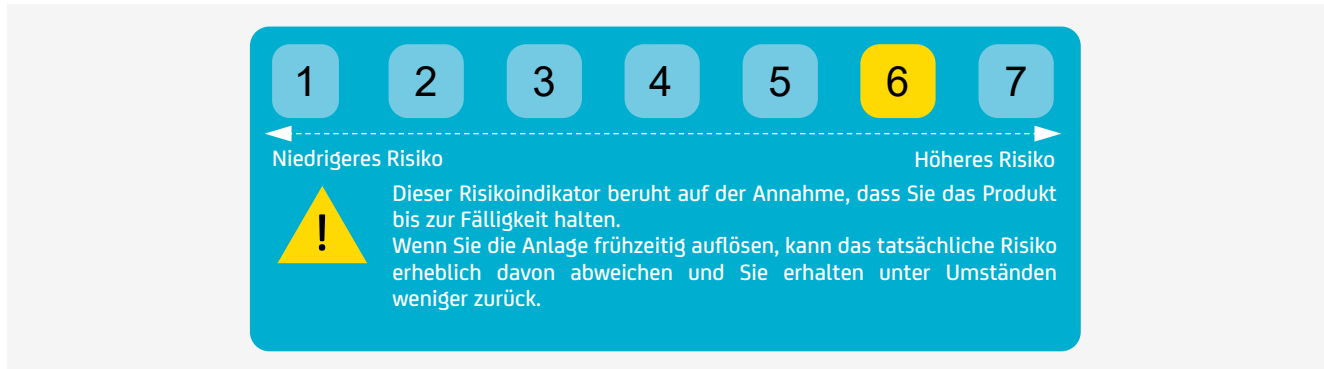 1 2 3 4 5 6 7
Niedrigeres Risiko Höheres Risiko
!
Dieser Risikoindikator beruht auf der Annahme, dass Sie das Produkt
bis zur Fälligkeit halten.
Wenn Sie die Anlage frühzeitig auflösen, kann das tatsächliche Risiko
erheblich davon abweichen und Sie erhalten unter Umständen
weniger zurück.